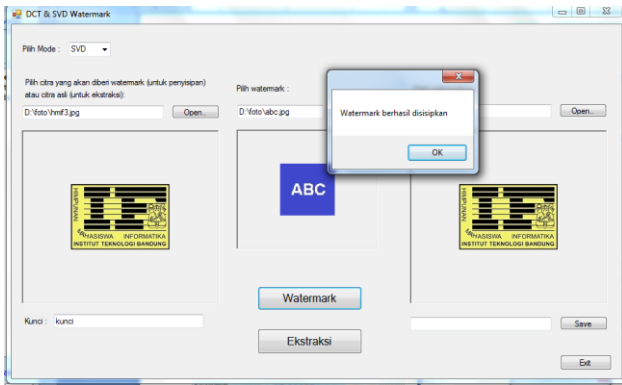 DCT & SVD Watermark
Pilih Mode : SVD
Pilih citra yang akan diberi watermark (untuk penyisipan)
atau citra asli (untuk ekstraksi):
D:\foto\hmif3.jpg
Open...
Pilih watermark :
D:\foto\abc.jpg
Watermark berhasil disisipkan
OK
Open...
HIMPUNAN
MAHASISWA INFORMATIKA
INSTITUT TEKNOLOGI BANDUNG
ABC
HIMPUNAN
MAHASISWA INFORMATIKA
INSTITUT TEKNOLOGI BANDUNG
Watermark
Kunci : kunci
Save
Ekstraksi
Exit